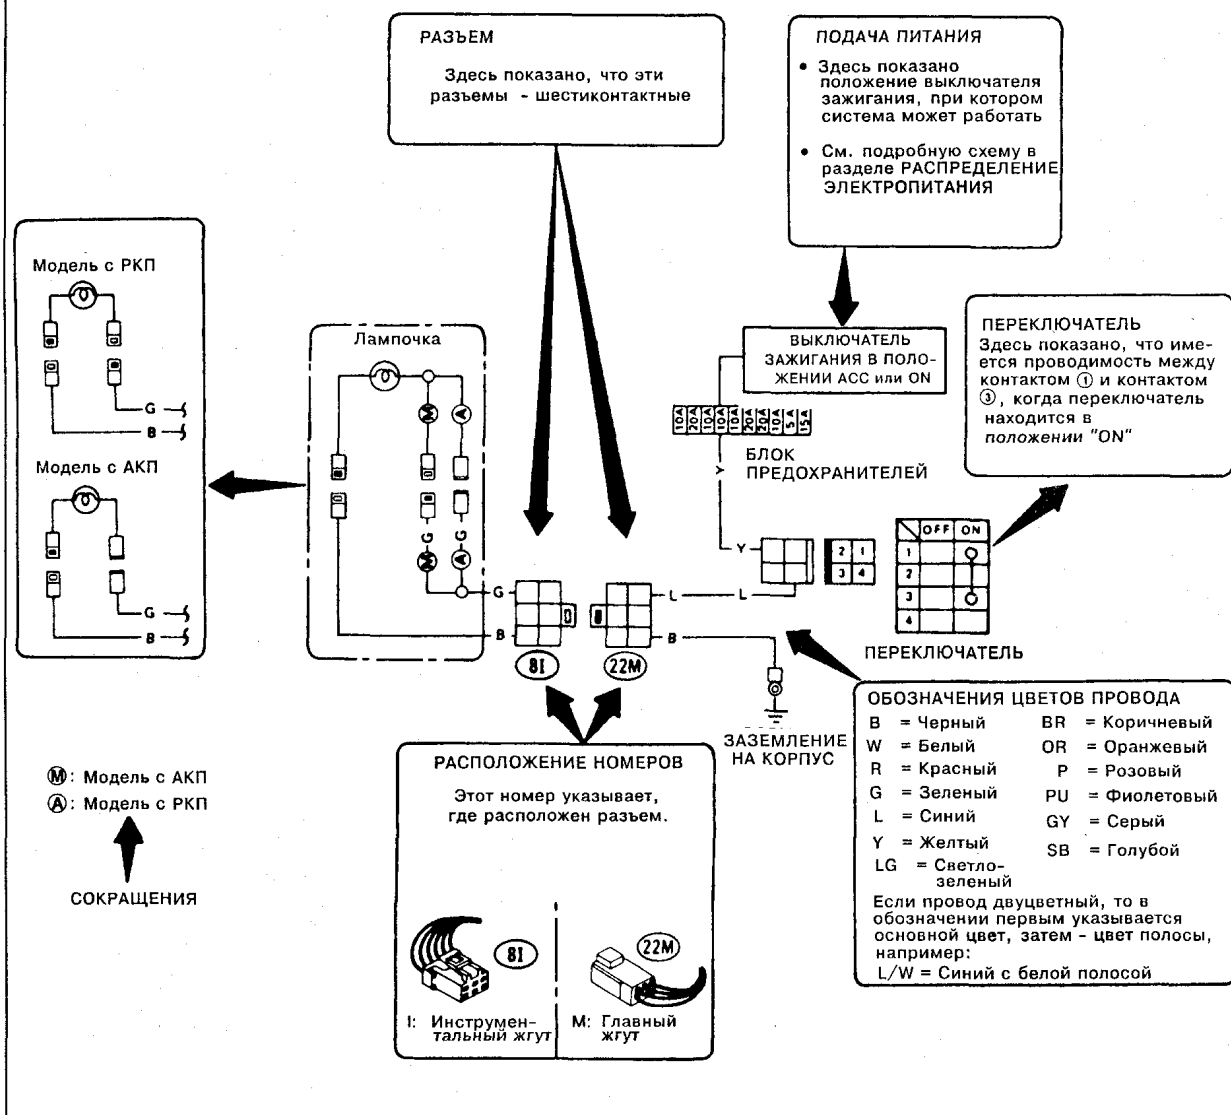 РАЗЪЕМ
Здесь показано, что эти
разъемы - шестиконтактные
ПОДАЧА ПИТАНИЯ
• Здесь показано
положение выключателя
зажигания, при котором
система может работать
• См. подробную схему в
разделе РАСПРЕДЕЛЕНИЕ
ЭЛЕКТРОПИТАНИЯ
Модель с РКП
G
B
Модель с АКП
G
B
Лампочка
M
A
G
G
M
A
G
B
8I
22M
ВЫКЛЮЧАТЕЛЬ
ЗАЖИГАНИЯ В ПОЛО-
ЖЕНИИ ACC или ON
10A 20A 10A 10A 10A 20A 20A 10A 5A 15A
БЛОК
ПРЕДОХРАНИТЕЛЕЙ
Y
Y
L
L
B
2 1
3 4
OFF ON
1
2
3
4
ПЕРЕКЛЮЧАТЕЛЬ
ПЕРЕКЛЮЧАТЕЛЬ
Здесь показано, что име-
ется проводимость между
контактом ① и контактом
③, когда переключатель
находится в
положении "ON"
ЗАЗЕМЛЕНИЕ
НА КОРПУС
M: Модель с АКП
A: Модель с РКП
СОКРАЩЕНИЯ
РАСПОЛОЖЕНИЕ НОМЕРОВ
Этот номер указывает,
где расположен разъем.
8I
22M
I: Инструмен-
тальный жгут
M: Главный
жгут
ОБОЗНАЧЕНИЯ ЦВЕТОВ ПРОВОДА
B = Черный
W = Белый
R = Красный
G = Зеленый
L = Синий
Y = Желтый
LG = Светло-
зеленый
BR = Коричневый
OR = Оранжевый
P = Розовый
PU = Фиолетовый
GY = Серый
SB = Голубой
Если провод двуцветный, то в
обозначении первым указывается
основной цвет, затем - цвет полосы,
например:
L/W = Синий с белой полосой